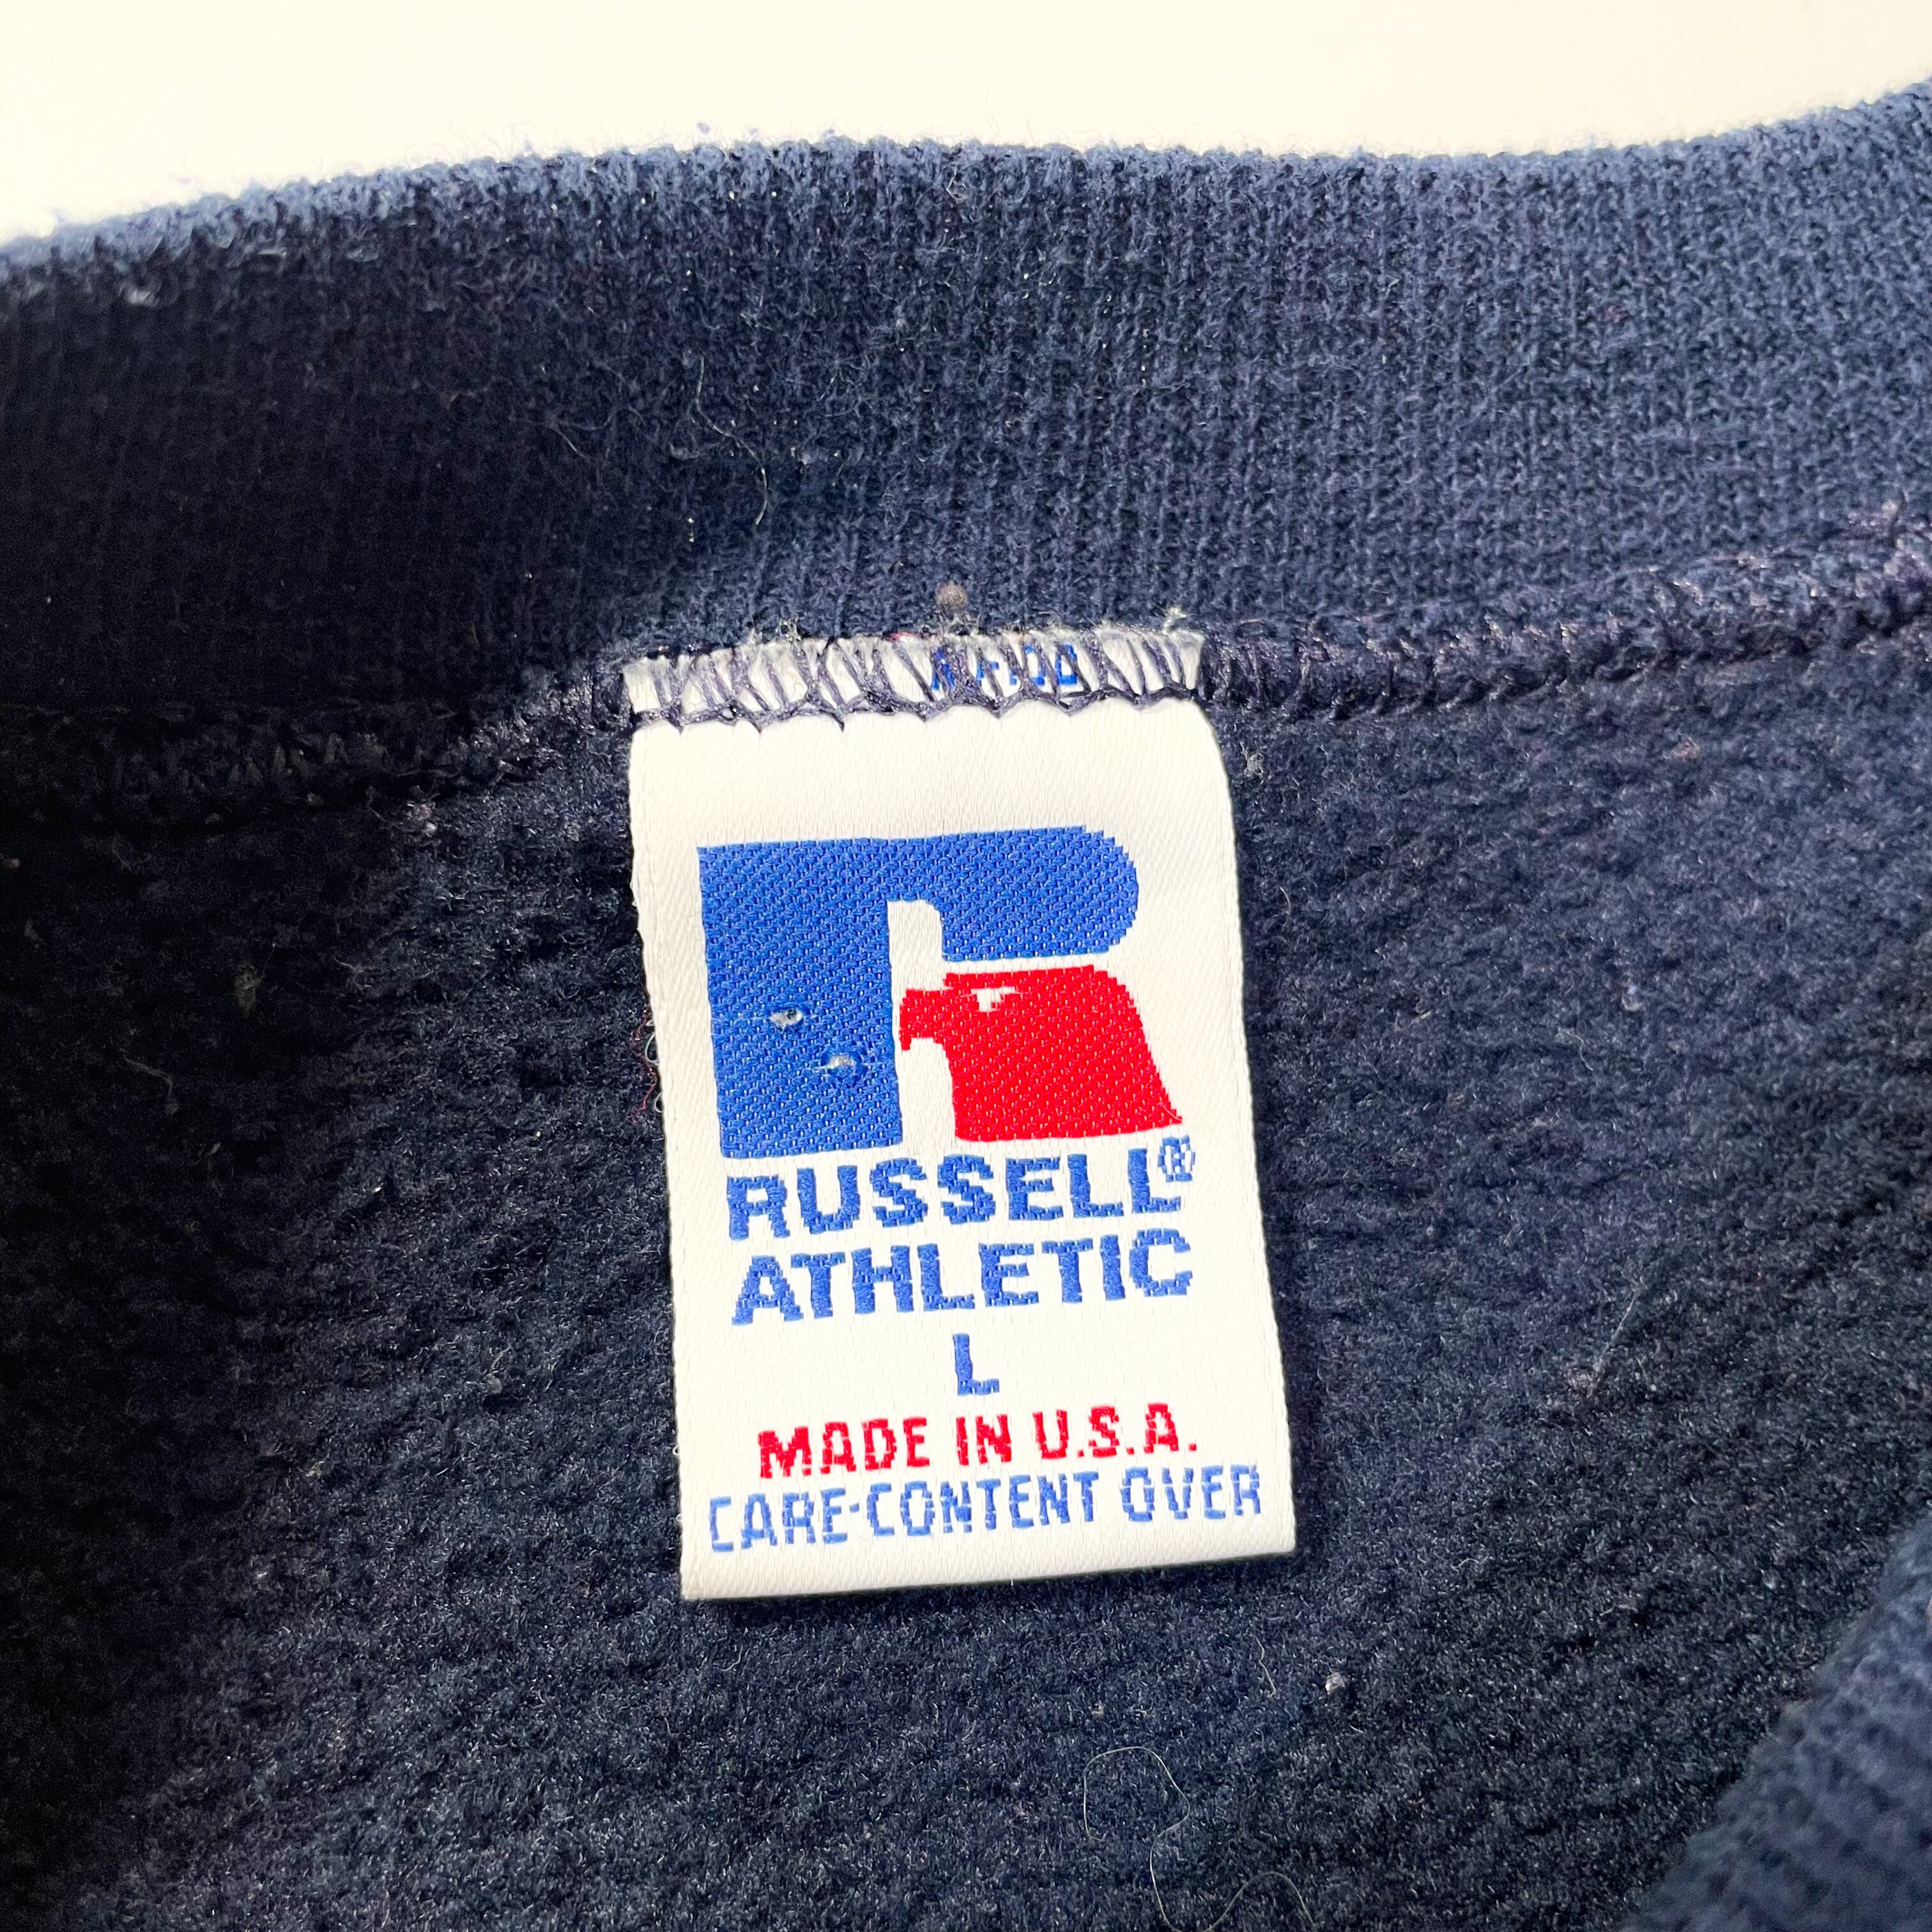 RUSSELL®
ATHLETIC
L
MADE IN U.S.A.
CARE-CONTENT OVER